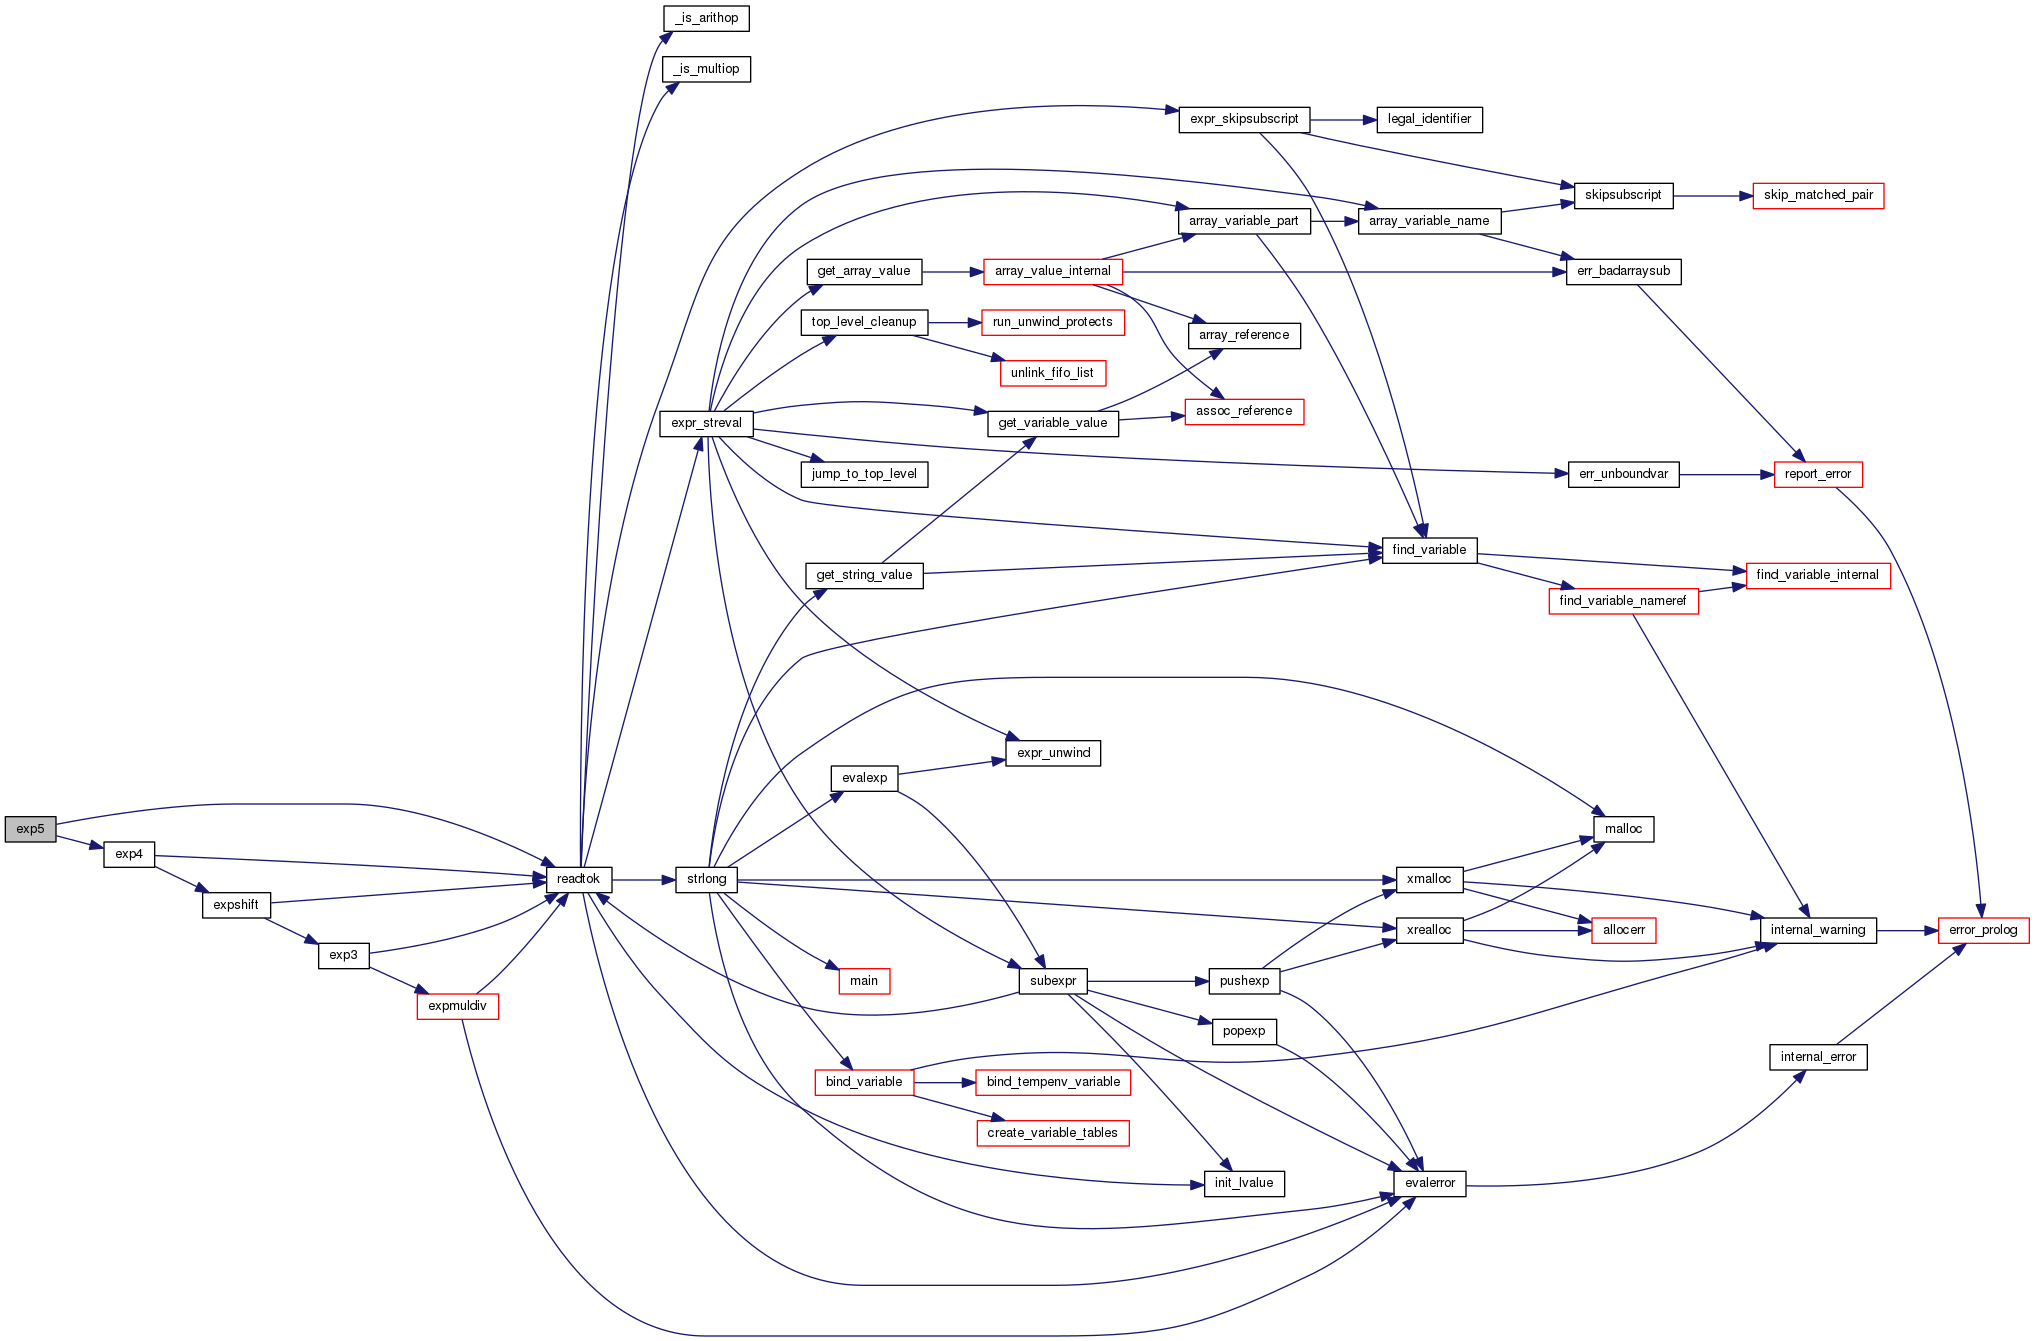 _is_arithop
_is_multiop
expr_skipsubscript
legal_identifier
skipsubscript
skip_matched_pair
array_variable_part
array_variable_name
get_array_value
array_value_internal
err_badarraysub
top_level_cleanup
run_unwind_protects
array_reference
unlink_fifo_list
assoc_reference
expr_streval
get_variable_value
jump_to_top_level
err_unboundvar
report_error
find_variable
get_string_value
find_variable_internal
find_variable_nameref
expr_unwind
evalexp
exp5
malloc
exp4
readtok
strlong
xmalloc
expshift
xrealloc
allocerr
internal_warning
error_prolog
exp3
main
subexpr
pushexp
expmuldiv
popexp
internal_error
bind_variable
bind_tempenv_variable
create_variable_tables
init_lvalue
evalerror